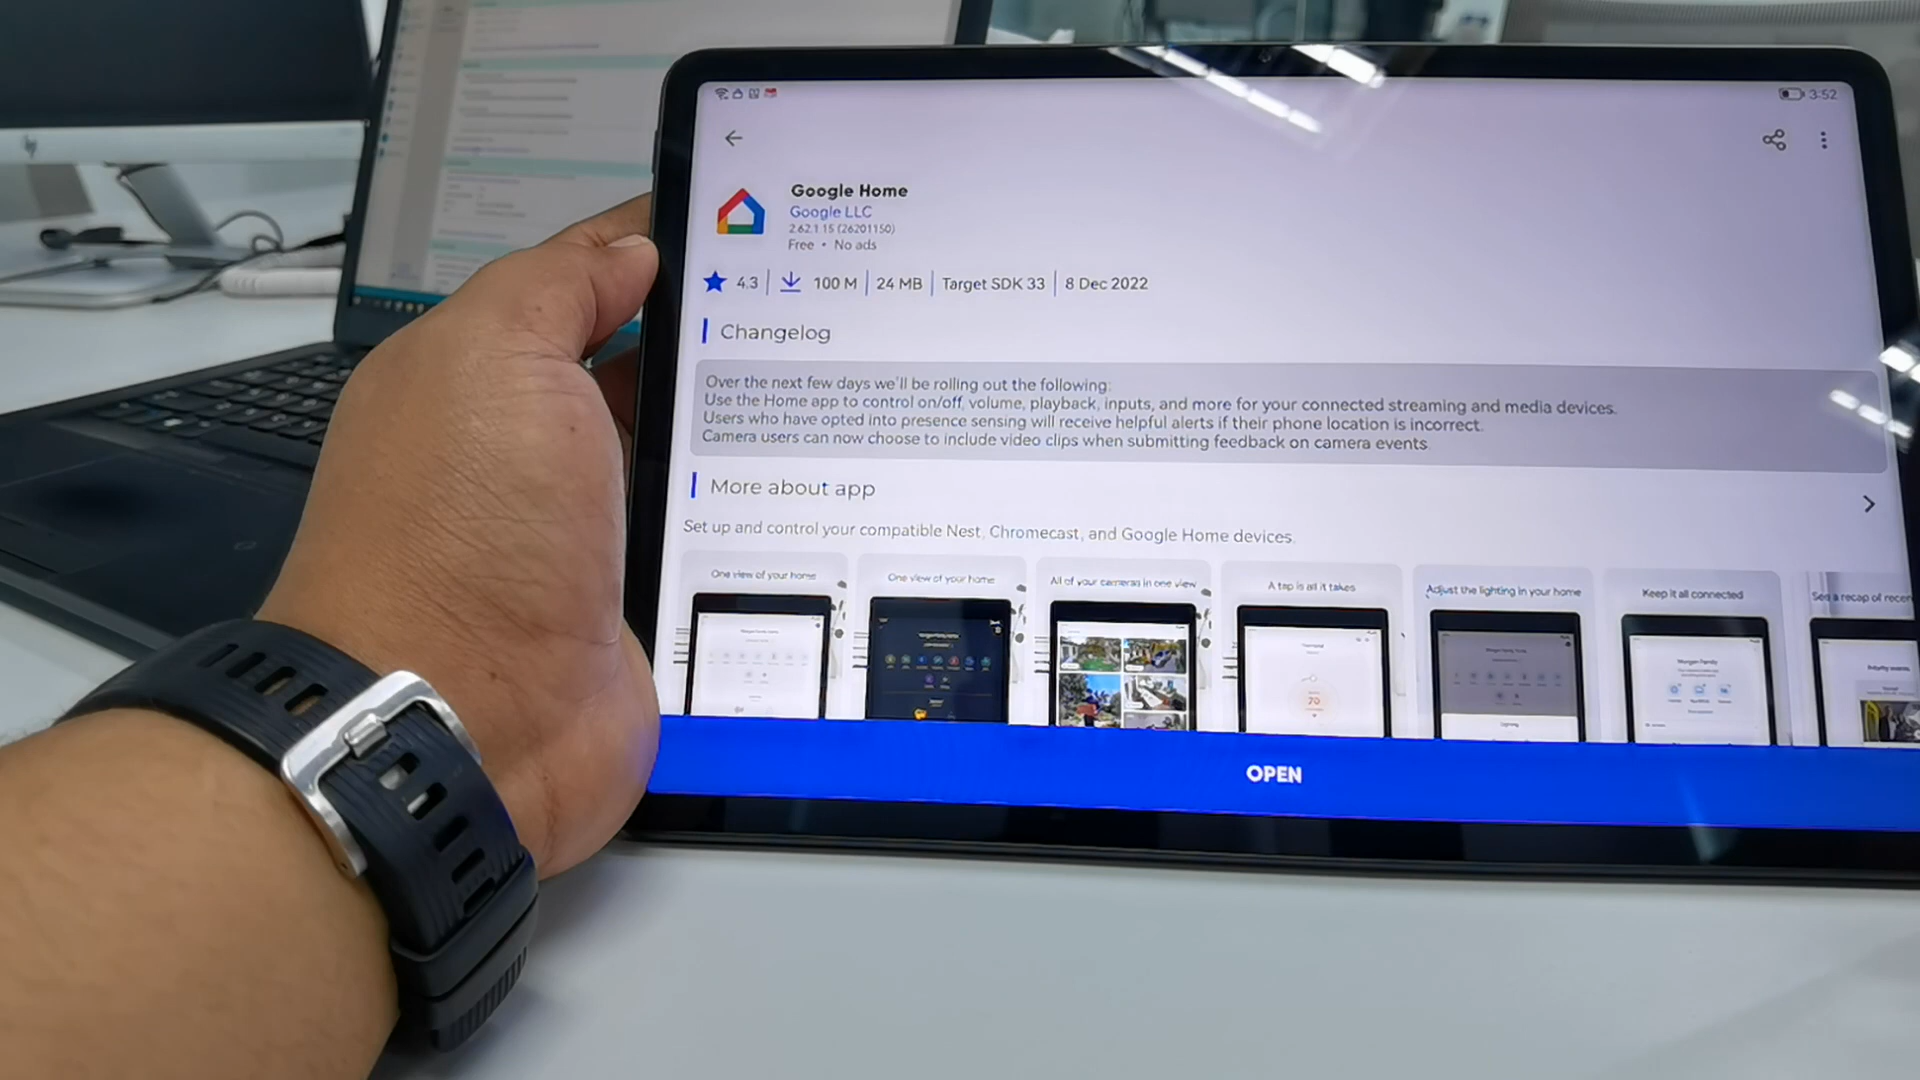 3:52
Google Home
Google LLC
2.62.1.15 (26201150)
Free • No ads
4.3
100 M
24 MB
Target SDK 33
8 Dec 2022
Changelog
Over the next few days we'll be rolling out the following:
Use the Home app to control on/off, volume, playback, inputs, and more for your connected streaming and media devices.
Users who have opted into presence sensing will receive helpful alerts if their phone location is incorrect.
Camera users can now choose to include video clips when submitting feedback on camera events.
More about app
Set up and control your compatible Nest, Chromecast, and Google Home devices.
One view of your home
One view of your home
All of your cameras in one view
A tap is all it takes
Adjust the lighting in your home
Keep it all connected
See a recap of recen
70
OPEN